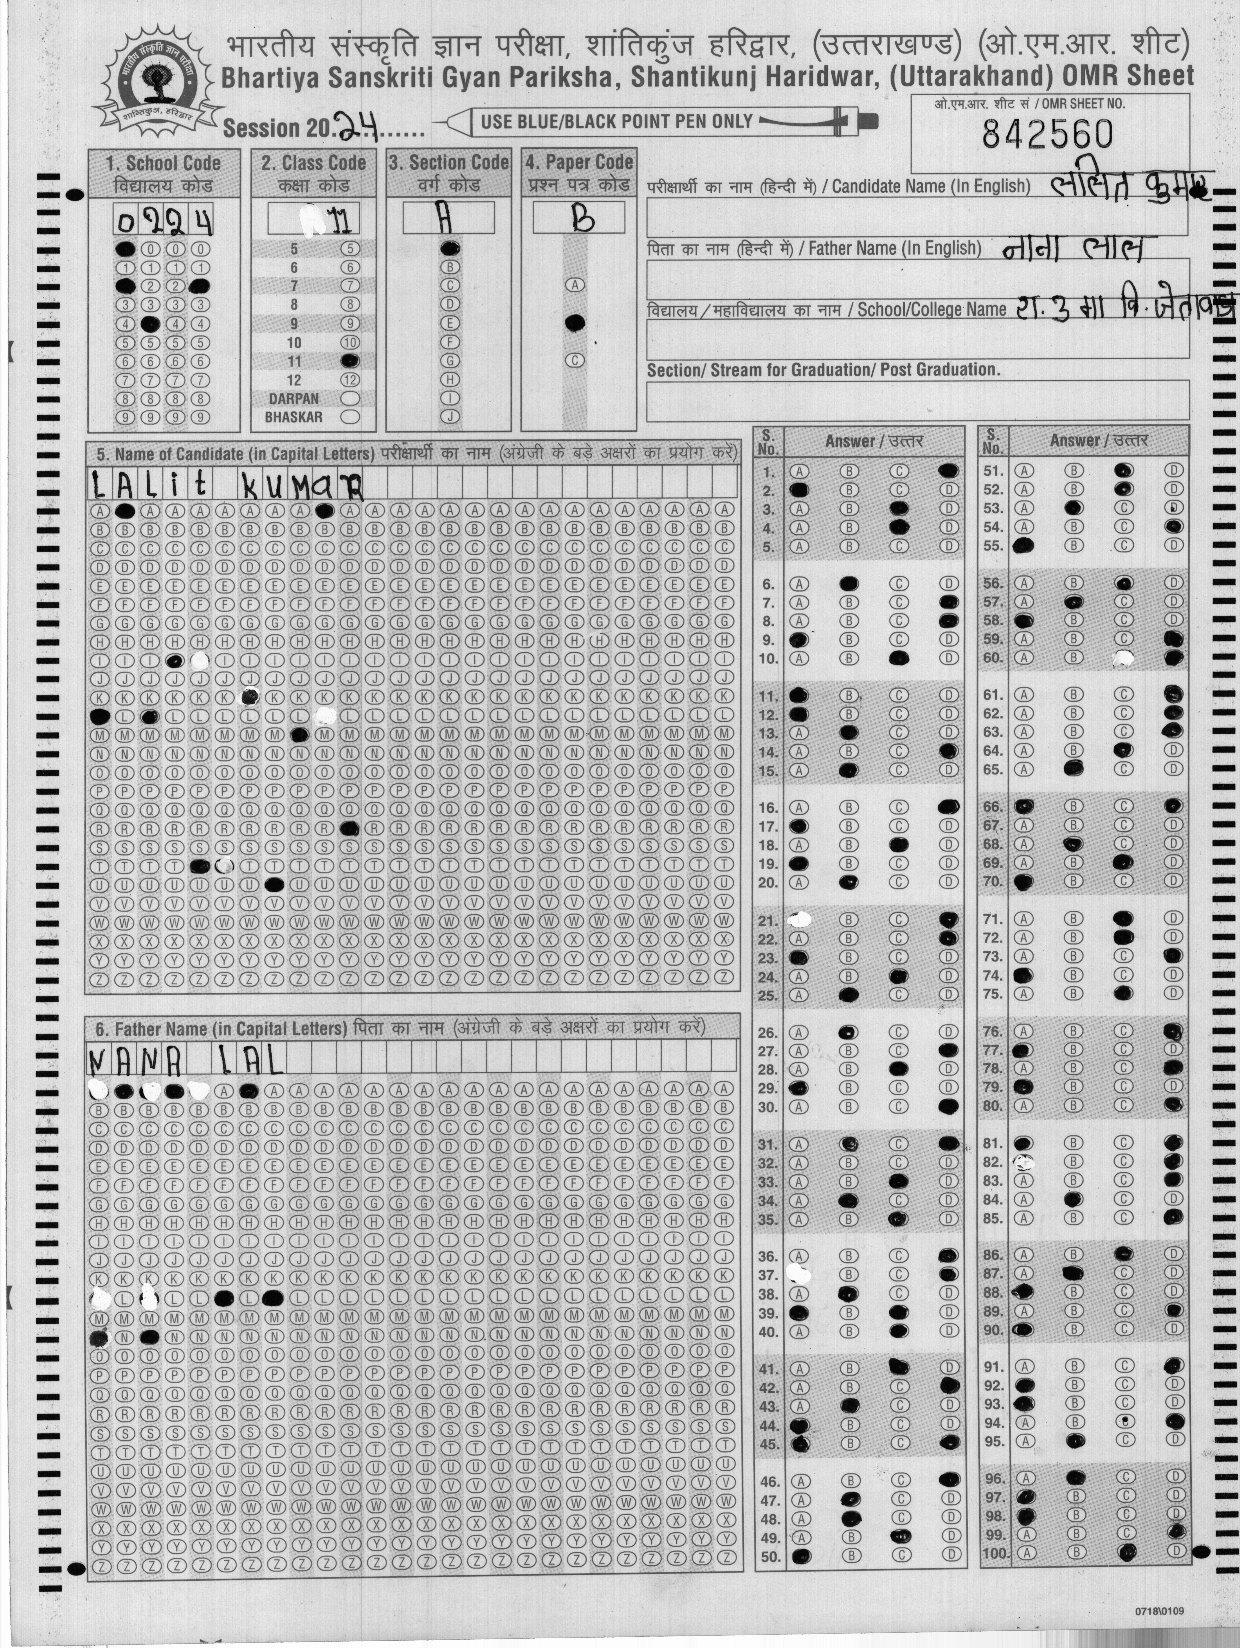 भारतीय संस्कृति ज्ञान परीक्षा, शांतिकुंज हरिद्वार, (उत्तराखण्ड) (ओ.एम.आर. शीट)
Bhartiya Sanskriti Gyan Pariksha, Shantikunj Haridwar, (Uttarakhand) OMR Sheet
Session 2024
USE BLUE/BLACK POINT PEN ONLY
ओ.एम.आर. शीट सं / OMR SHEET NO.
842560
1. School Code
विद्यालय कोड
0224
2. Class Code
कक्षा कोड
11
5
6
7
8
9
10
11
12
DARPAN
BHASKAR
3. Section Code
वर्ग कोड
A
4. Paper Code
प्रश्न पत्र कोड
B
परीक्षार्थी का नाम (हिन्दी में) / Candidate Name (In English) ललित कुमार
पिता का नाम (हिन्दी में) / Father Name (In English) नाना लाल
विद्यालय / महाविद्यालय का नाम / School/College Name रा. उ मा वि.
Section/ Stream for Graduation/ Post Graduation.
5. Name of Candidate (in Capital Letters) परीक्षार्थी का नाम (अंग्रेजी के बड़े अक्षरों का प्रयोग करें)
LALit KUMaR
6. Father Name (in Capital Letters) पिता का नाम (अंग्रेजी के बड़े अक्षरों का प्रयोग करें)
NANA LAL
S. No. Answer / उत्तर
S. No. Answer / उत्तर
0718\0109